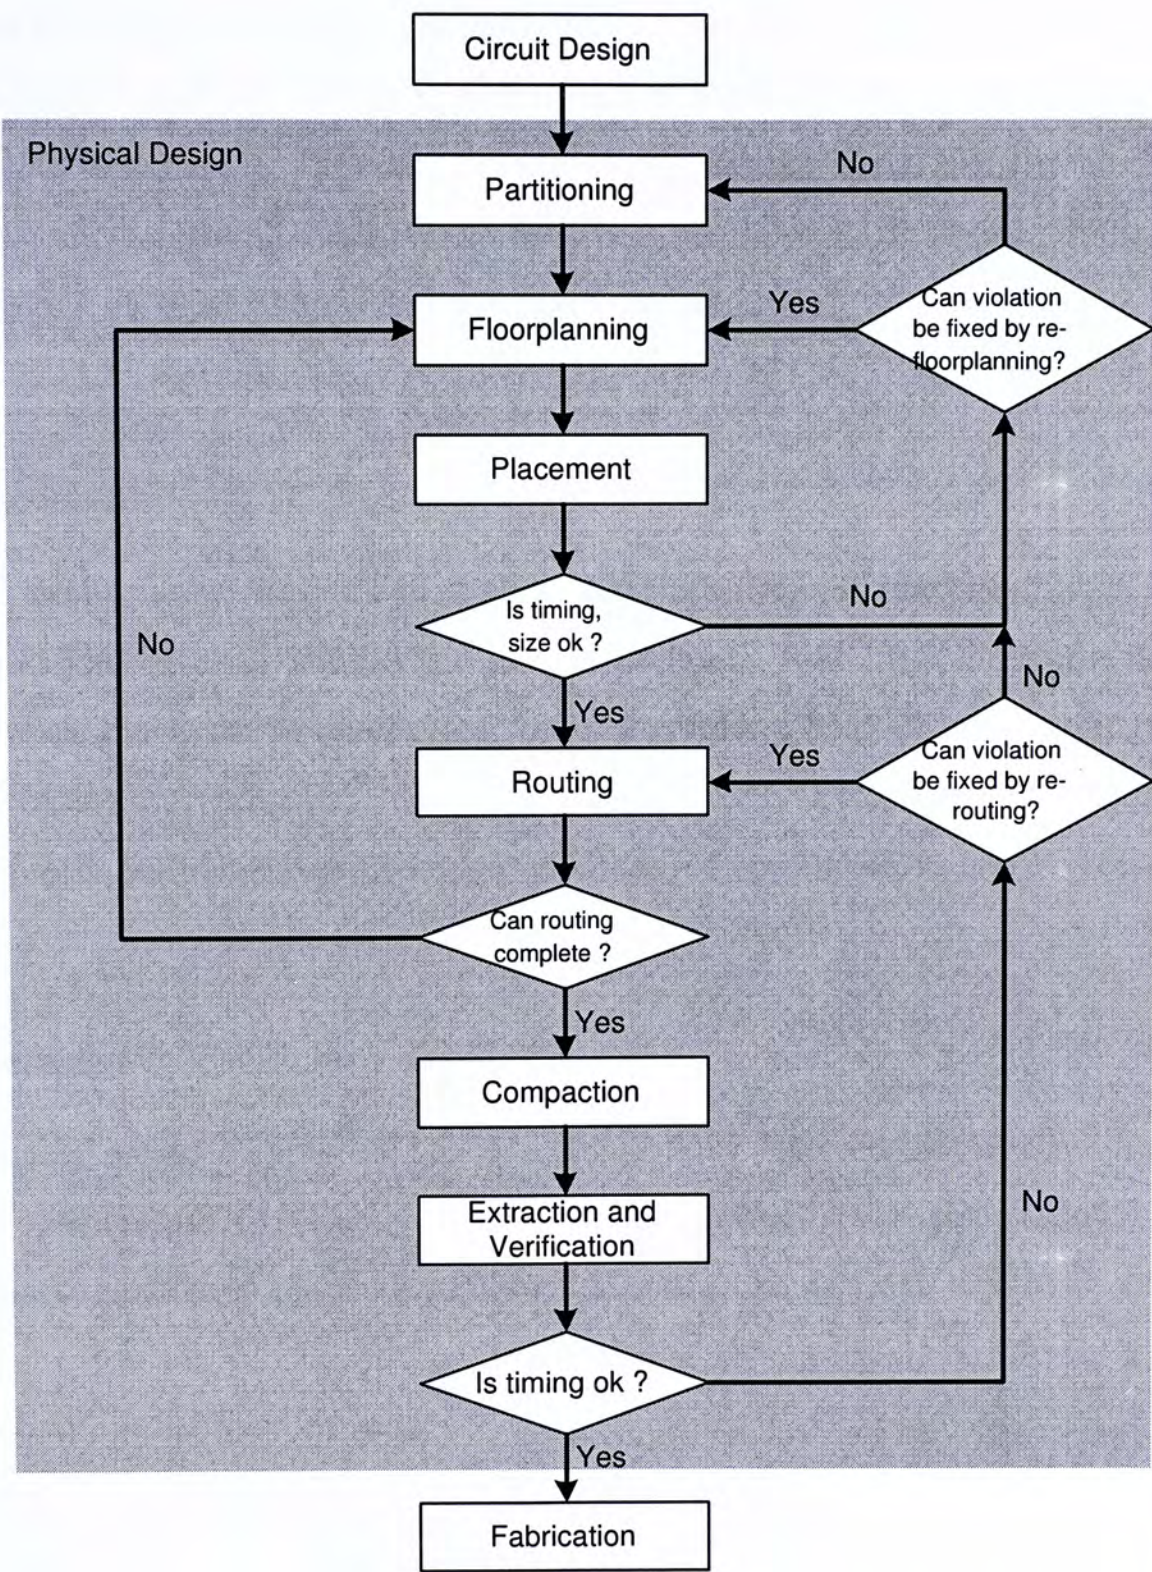 Circuit Design
Physical Design
No
Partitioning
Can violation
be fixed by re-
floorplanning?
Yes
Floorplanning
Placement
Is timing,
size ok ?
No
No
Yes
No
Routing
Yes
Can violation
be fixed by re-
routing?
Can routing
complete ?
Yes
Compaction
Extraction and
Verification
No
Is timing ok ?
Yes
Fabrication